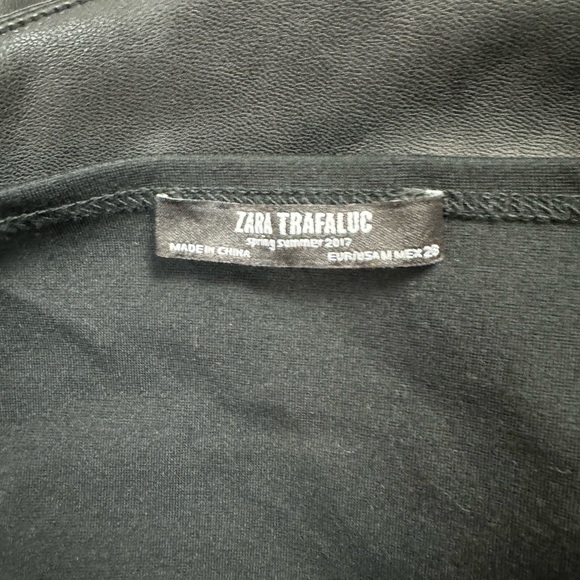 ZARA TRAFALUC
spring summer 2017
MADE IN CHINA EUR/USA M MEX 28